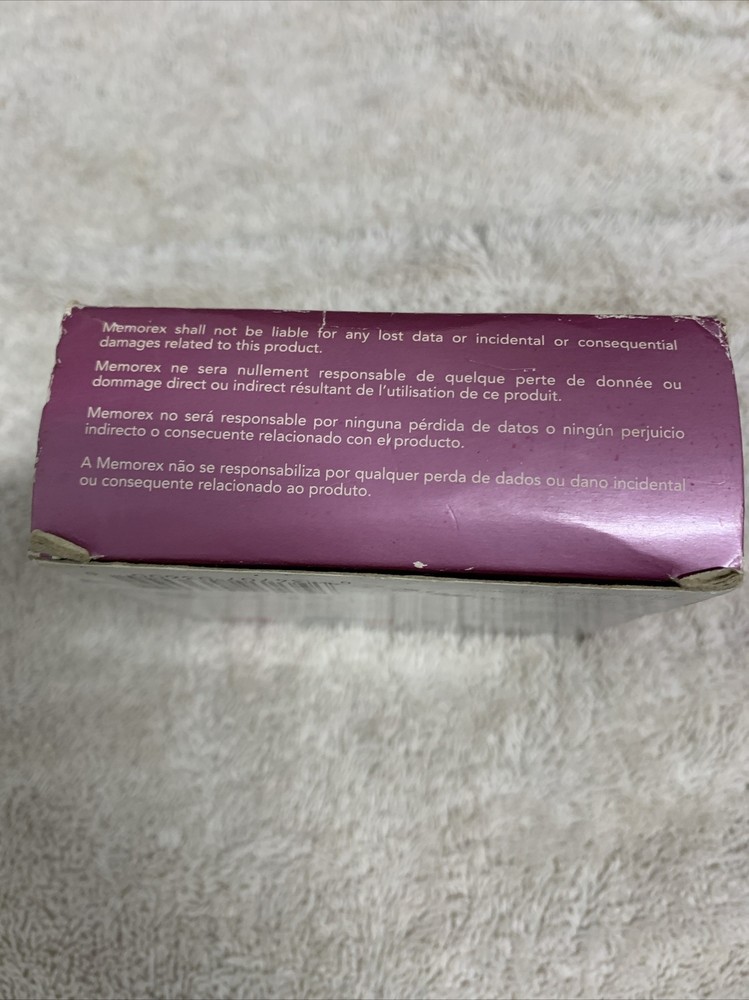 Memorex shall not be liable for any lost data or incidental or consequential
damages related to this product.
Memorex ne sera nullement responsable de quelque perte de donnée ou
dommage direct ou indirect résultant de l'utilisation de ce produit.
Memorex no será responsable por ninguna pérdida de datos o ningún perjuicio
indirecto o consecuente relacionado con el producto.
A Memorex não se responsabiliza por qualquer perda de dados ou dano incidental
ou consequente relacionado ao produto.